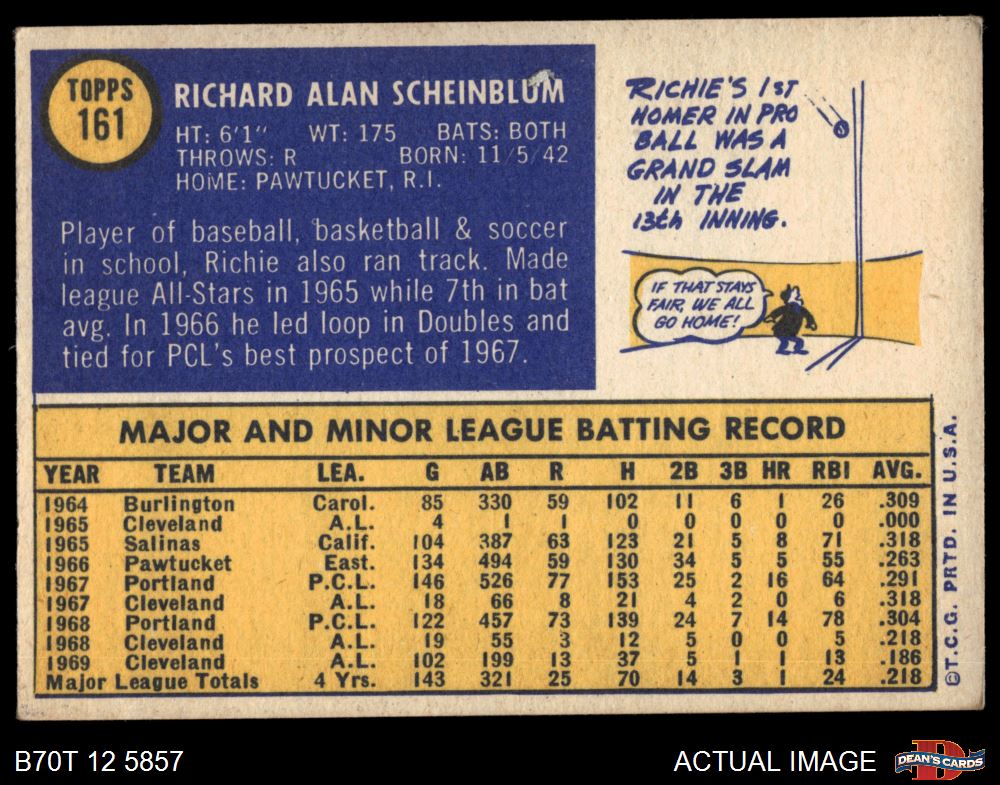 TOPPS
161
RICHARD ALAN SCHEINBLUM
HT: 6'1" WT: 175 BATS: BOTH
THROWS: R BORN: 11/5/42
HOME: PAWTUCKET, R.I.
Player of baseball, basketball & soccer
in school, Richie also ran track. Made
league All-Stars in 1965 while 7th in bat
avg. In 1966 he led loop in Doubles and
tied for PCL's best prospect of 1967.
RICHIE'S 1ST
HOMER IN PRO
BALL WAS A
GRAND SLAM
IN THE
13th INNING.
IF THAT STAYS
FAIR, WE ALL
GO HOME!
MAJOR AND MINOR LEAGUE BATTING RECORD
YEAR TEAM LEA. G AB R H 2B 3B HR RBI AVG.
1964 Burlington Carol. 85 330 59 102 11 6 1 26 .309
1965 Cleveland A.L. 4 1 1 0 0 0 0 0 .000
1965 Salinas Calif. 104 387 63 123 21 5 8 71 .318
1966 Pawtucket East. 134 494 59 130 34 5 5 55 .263
1967 Portland P.C.L. 146 526 77 153 25 2 16 64 .291
1967 Cleveland A.L. 18 66 8 21 4 2 0 6 .318
1968 Portland P.C.L. 122 457 73 139 24 7 14 78 .304
1968 Cleveland A.L. 19 55 3 12 5 0 0 5 .218
1969 Cleveland A.L. 102 199 13 37 5 1 1 13 .186
Major League Totals 4 Yrs. 143 321 25 70 14 3 1 24 .218
©T.C.G. PRTD. IN U.S.A.
B70T 12 5857
ACTUAL IMAGE
DEAN'S CARDS